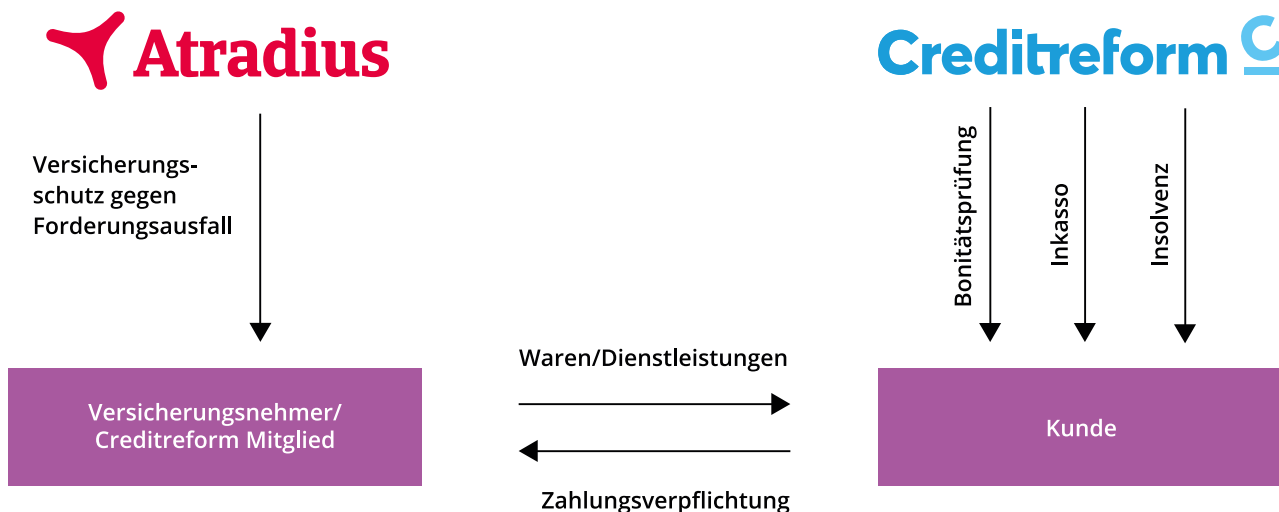 Atradius
Creditreform
Versicherungs-
schutz gegen
Forderungsausfall
Bonitätsprüfung
Inkasso
Insolvenz
Waren/Dienstleistungen
Versicherungsnehmer/
Creditreform Mitglied
Kunde
Zahlungsverpflichtung